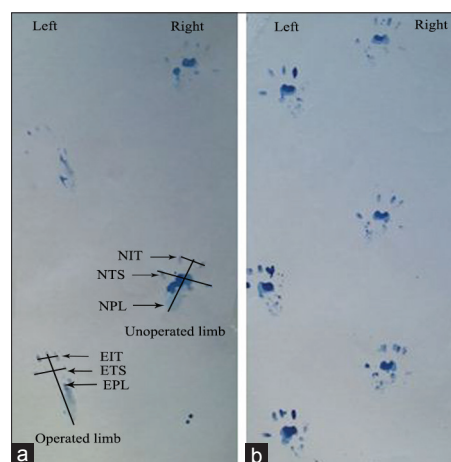 Left
Right
NIT
NTS
NPL
Unoperated limb
EIT
ETS
EPL
Operated limb
a
Left
Right
b